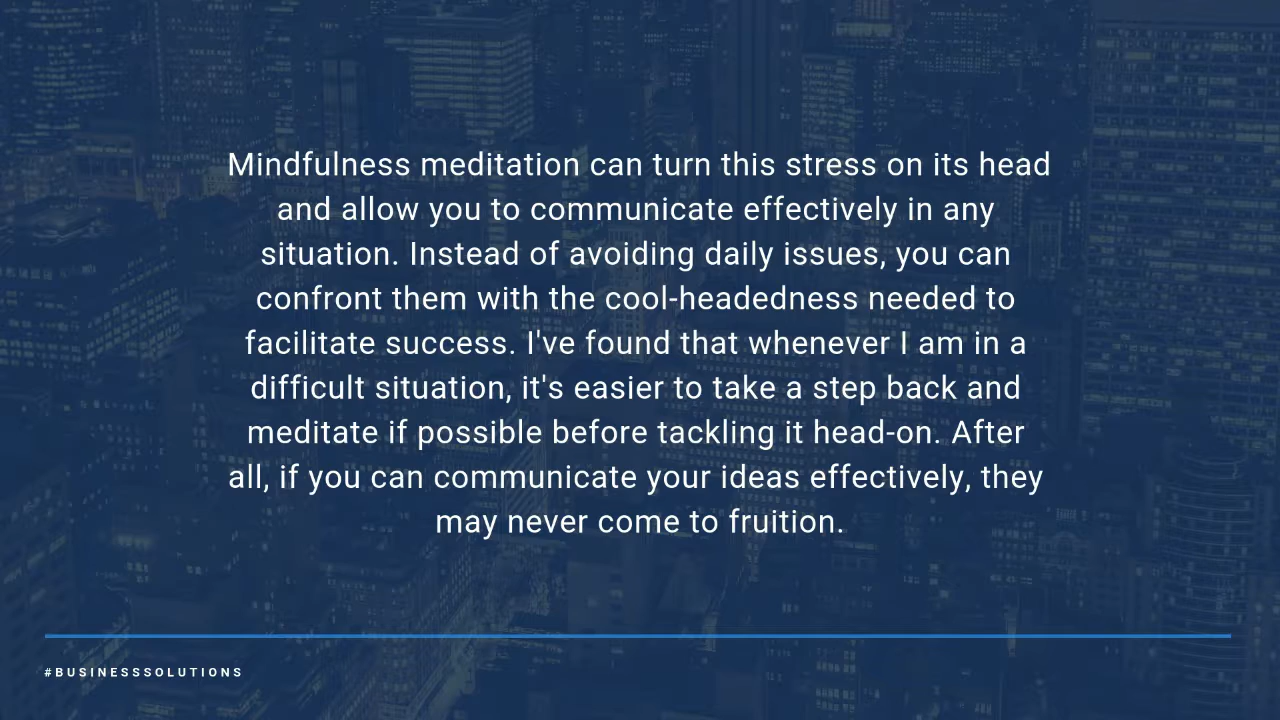 Mindfulness meditation can turn this stress on its head
and allow you to communicate effectively in any
situation. Instead of avoiding daily issues, you can
confront them with the cool-headedness needed to
facilitate success. I've found that whenever I am in a
difficult situation, it's easier to take a step back and
meditate if possible before tackling it head-on. After
all, if you can communicate your ideas effectively, they
may never come to fruition.
#BUSINESSSOLUTIONS